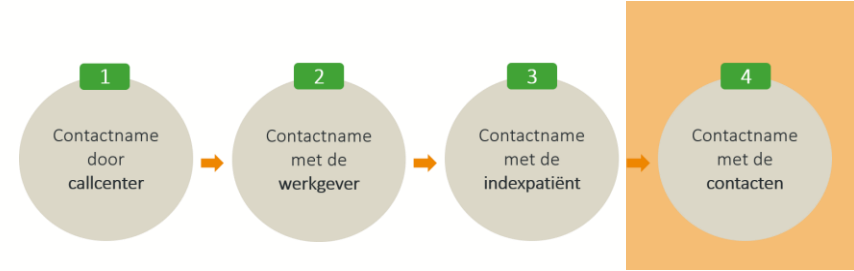 1
Contactname
door
callcenter
2
Contactname
met de
werkgever
3
Contactname
met de
indexpatiënt
4
Contactname
met de
contacten